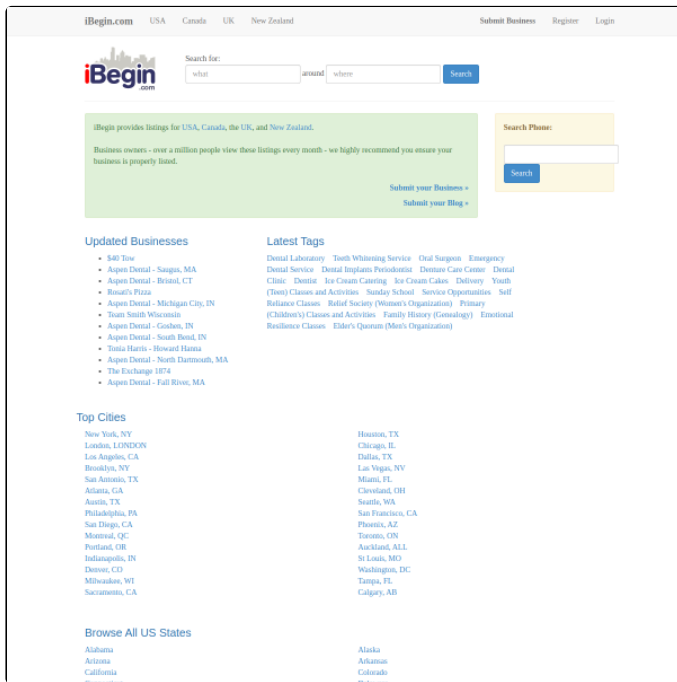 iBegin.com USA Canada UK New Zealand Submit Business Register Login
iBegin
.com
Search for:
what around where Search
iBegin provides listings for USA, Canada, the UK, and New Zealand.
Business owners - over a million people view these listings every month - we highly recommend you ensure your
business is properly listed.
Submit your Business »
Submit your Blog »
Search Phone:
Search
Updated Businesses
$40 Tow
Aspen Dental - Saugus, MA
Aspen Dental - Bristol, CT
Rosati's Pizza
Aspen Dental - Michigan City, IN
Team Smith Wisconsin
Aspen Dental - Goshen, IN
Aspen Dental - South Bend, IN
Tonia Harris - Howard Hanna
Aspen Dental - North Dartmouth, MA
The Exchange 1874
Aspen Dental - Fall River, MA
Latest Tags
Dental Laboratory Teeth Whitening Service Oral Surgeon Emergency
Dental Service Dental Implants Periodontist Denture Care Center Dental
Clinic Dentist Ice Cream Catering Ice Cream Cakes Delivery Youth
(Teen) Classes and Activities Sunday School Service Opportunities Self
Reliance Classes Relief Society (Women's Organization) Primary
(Children's) Classes and Activities Family History (Genealogy) Emotional
Resilience Classes Elder's Quorum (Men's Organization)
Top Cities
New York, NY
London, LONDON
Los Angeles, CA
Brooklyn, NY
San Antonio, TX
Atlanta, GA
Austin, TX
Philadelphia, PA
San Diego, CA
Montreal, QC
Portland, OR
Indianapolis, IN
Denver, CO
Milwaukee, WI
Sacramento, CA
Houston, TX
Chicago, IL
Dallas, TX
Las Vegas, NV
Miami, FL
Cleveland, OH
Seattle, WA
San Francisco, CA
Phoenix, AZ
Toronto, ON
Auckland, ALL
St Louis, MO
Washington, DC
Tampa, FL
Calgary, AB
Browse All US States
Alabama
Arizona
California
Alaska
Arkansas
Colorado